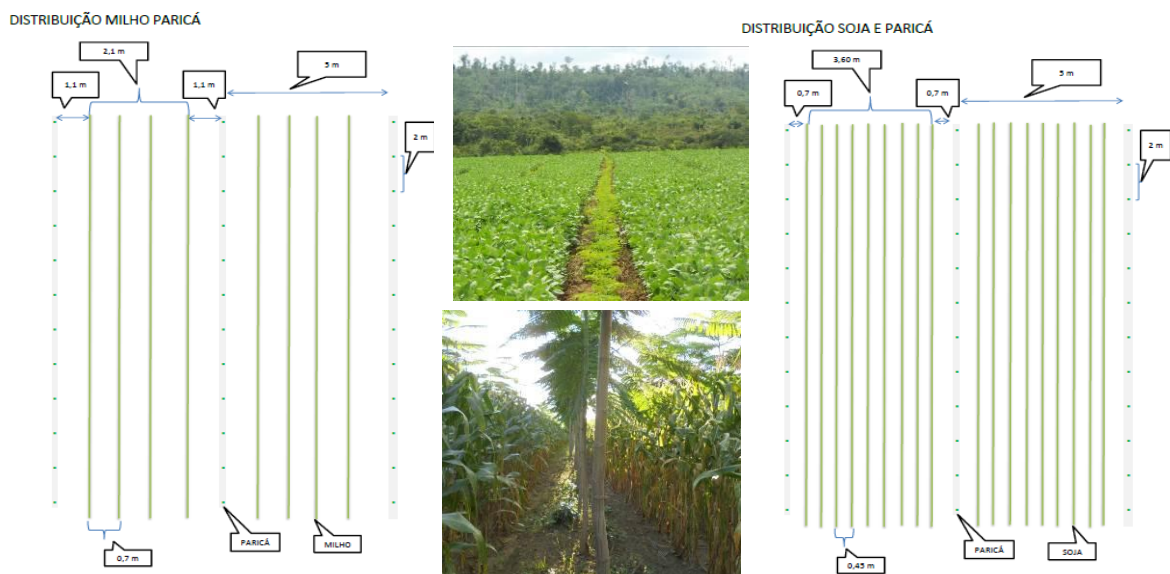 DISTRIBUIÇÃO MILHO PARICÁ
2,1 m
1,1 m
1,1 m
5 m
2 m
PARICÁ
MILHO
0,7 m
DISTRIBUIÇÃO SOJA E PARICÁ
3,60 m
0,7 m
0,7 m
5 m
2 m
PARICÁ
SOJA
0,45 m